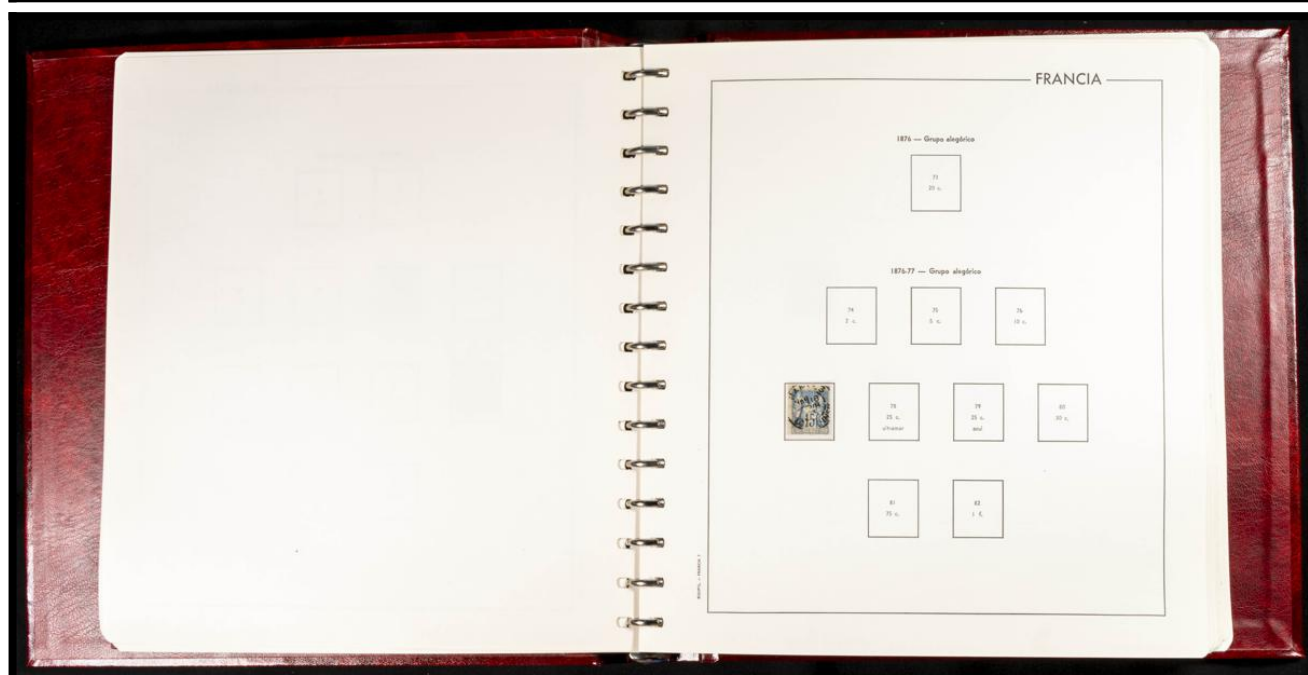 FRANCIA
1876 — Grupo alegórico
20 c.
1876-77 — Grupo alegórico
74
75
76
2 c.
5 c.
10 c.
78
79
80
25 c.
25 c.
30 c.
ultramar
azul
81
82
75 c.
1 f.